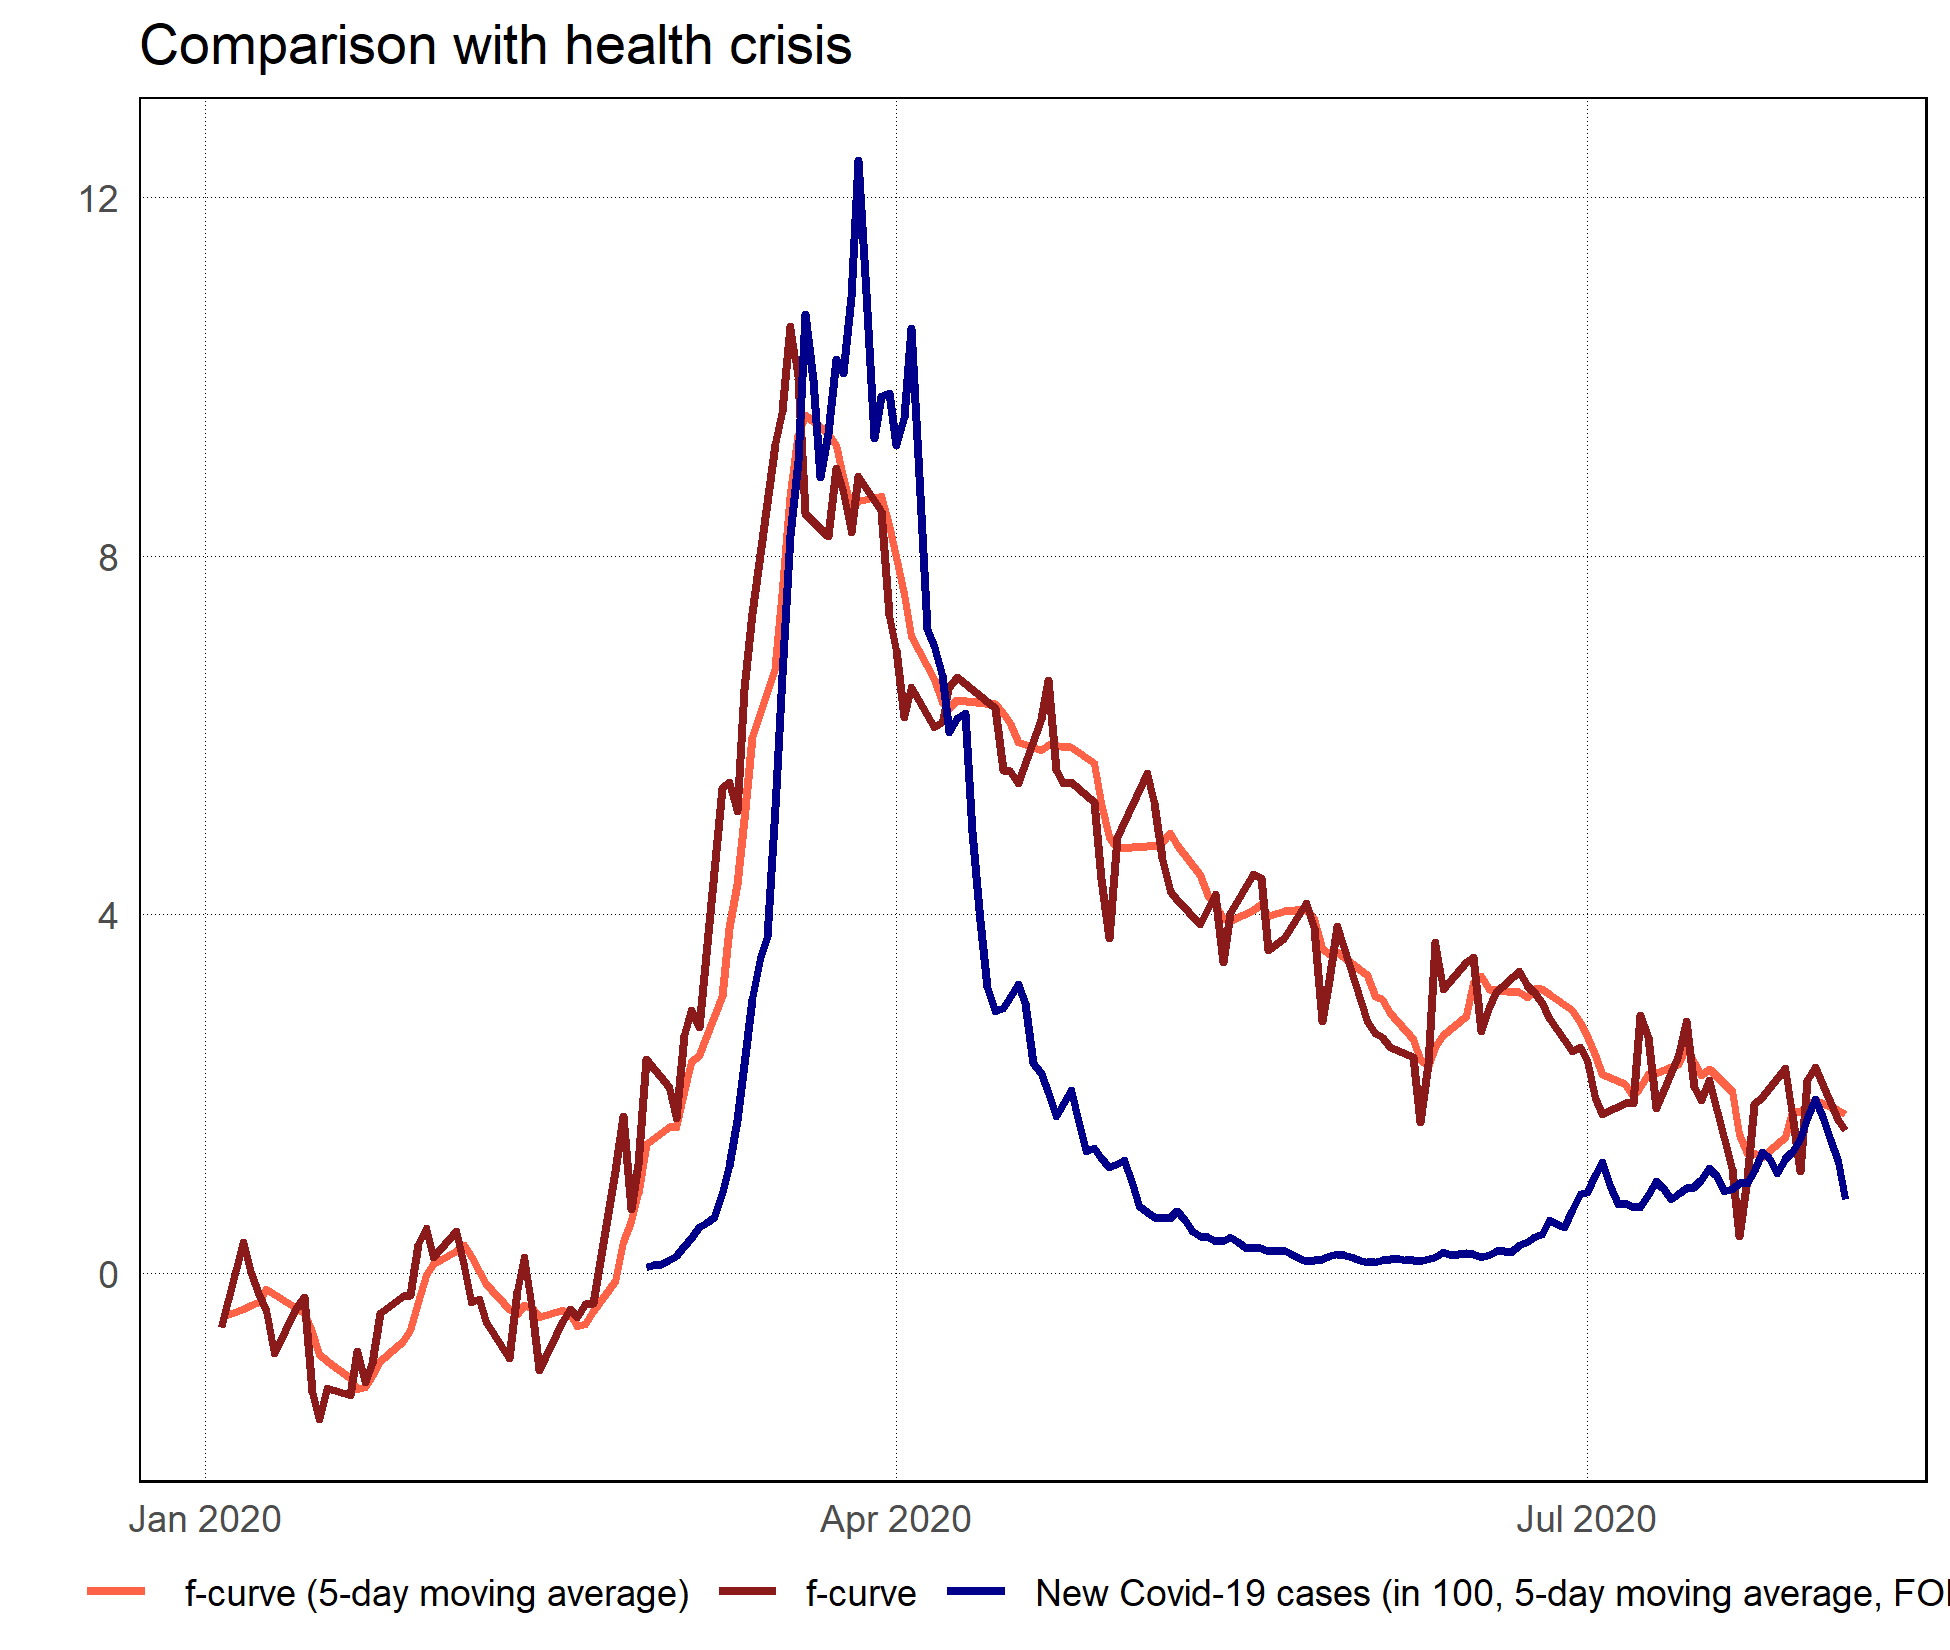 Comparison with health crisis
12
8
4
0
Jan 2020 Apr 2020 Jul 2020
f-curve (5-day moving average) f-curve New Covid-19 cases (in 100, 5-day moving average,